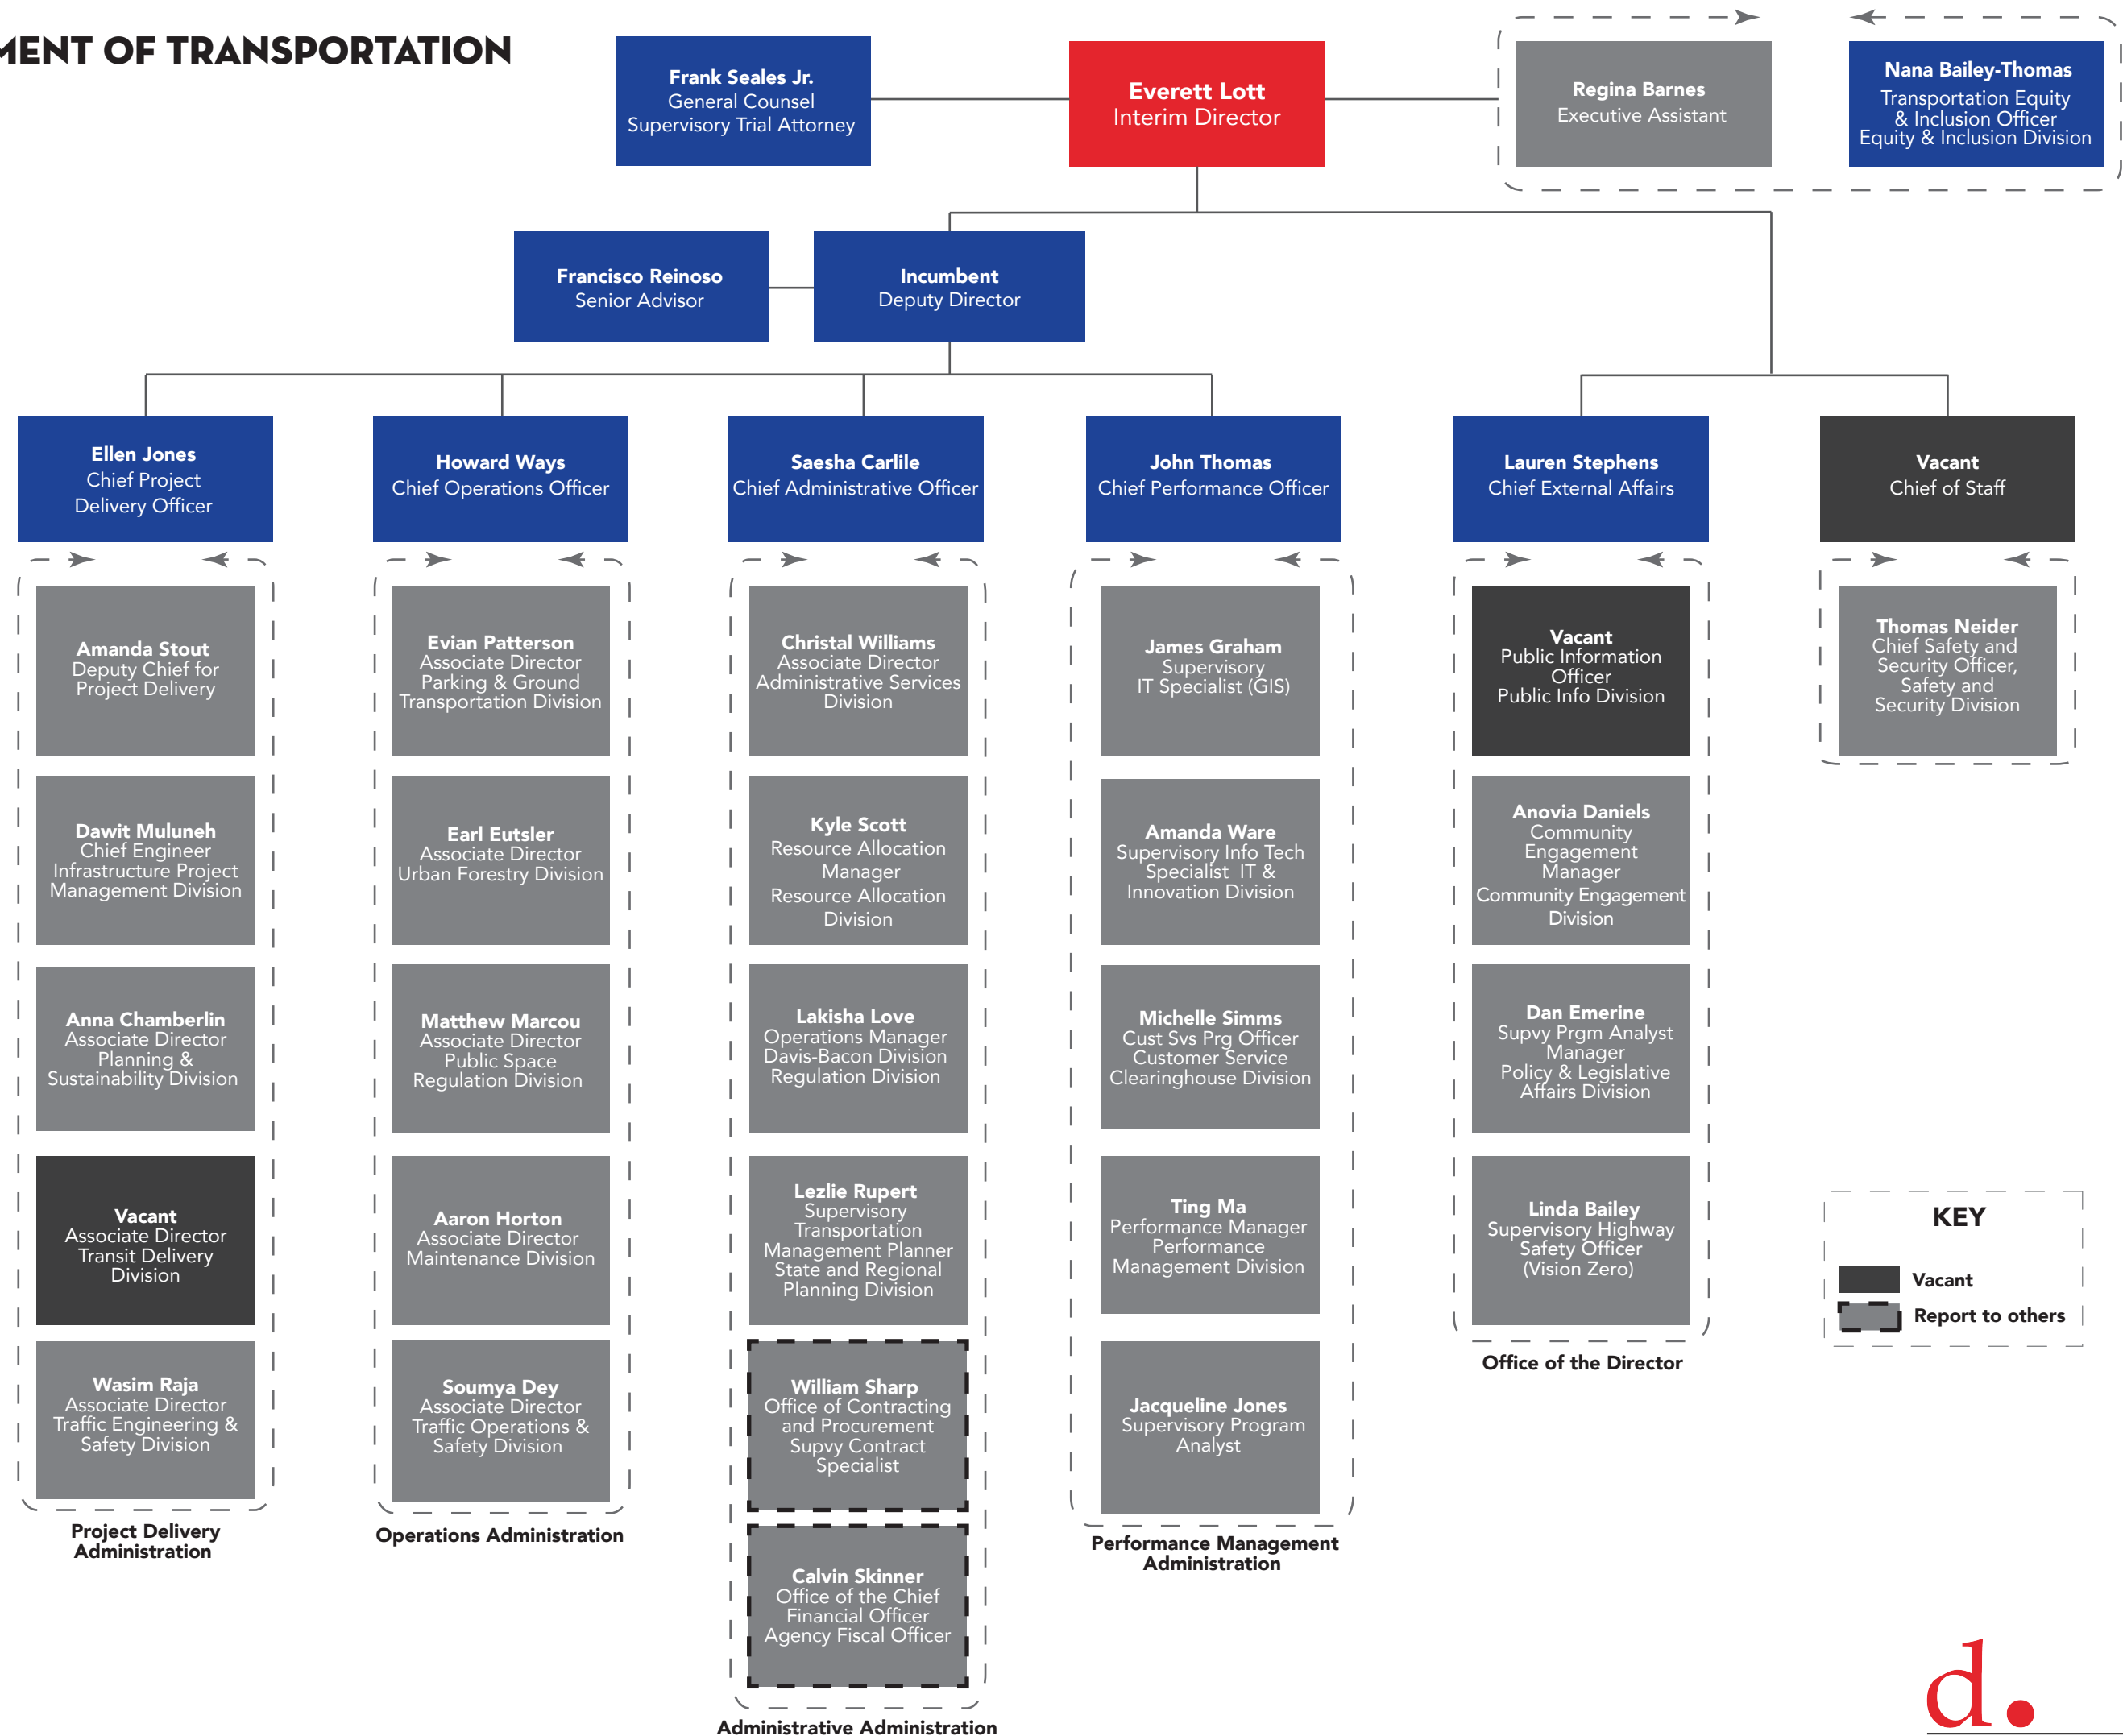 MENT OF TRANSPORTATION
Frank Seales Jr.
General Counsel
Supervisory Trial Attorney
Everett Lott
Interim Director
Regina Barnes
Executive Assistant
Nana Bailey-Thomas
Transportation Equity
& Inclusion Officer
Equity & Inclusion Division
Francisco Reinoso
Senior Advisor
Incumbent
Deputy Director
Ellen Jones
Chief Project
Delivery Officer
Howard Ways
Chief Operations Officer
Saesha Carlile
Chief Administrative Officer
John Thomas
Chief Performance Officer
Lauren Stephens
Chief External Affairs
Vacant
Chief of Staff
Amanda Stout
Deputy Chief for
Project Delivery
Dawit Muluneh
Chief Engineer
Infrastructure Project
Management Division
Anna Chamberlin
Associate Director
Planning &
Sustainability Division
Vacant
Associate Director
Transit Delivery
Division
Wasim Raja
Associate Director
Traffic Engineering &
Safety Division
Project Delivery
Administration
Evian Patterson
Associate Director
Parking & Ground
Transportation Division
Earl Eutsler
Associate Director
Urban Forestry Division
Matthew Marcou
Associate Director
Public Space
Regulation Division
Aaron Horton
Associate Director
Maintenance Division
Soumya Dey
Associate Director
Traffic Operations &
Safety Division
Operations Administration
Christal Williams
Associate Director
Administrative Services
Division
Kyle Scott
Resource Allocation
Manager
Resource Allocation
Division
Lakisha Love
Operations Manager
Davis-Bacon Division
Regulation Division
Lezlie Rupert
Supervisory
Transportation
Management Planner
State and Regional
Planning Division
William Sharp
Office of Contracting
and Procurement
Supvy Contract
Specialist
Calvin Skinner
Office of the Chief
Financial Officer
Agency Fiscal Officer
Administrative Administration
James Graham
Supervisory
IT Specialist (GIS)
Amanda Ware
Supervisory Info Tech
Specialist IT &
Innovation Division
Michelle Simms
Cust Svs Prg Officer
Customer Service
Clearinghouse Division
Ting Ma
Performance Manager
Performance
Management Division
Jacqueline Jones
Supervisory Program
Analyst
Performance Management
Administration
Vacant
Public Information
Officer
Public Info Division
Anovia Daniels
Community
Engagement
Manager
Community Engagement
Division
Dan Emerine
Supvy Prgm Analyst
Manager
Policy & Legislative
Affairs Division
Linda Bailey
Supervisory Highway
Safety Officer
(Vision Zero)
Office of the Director
Thomas Neider
Chief Safety and
Security Officer,
Safety and
Security Division
KEY
Vacant
Report to others
d.